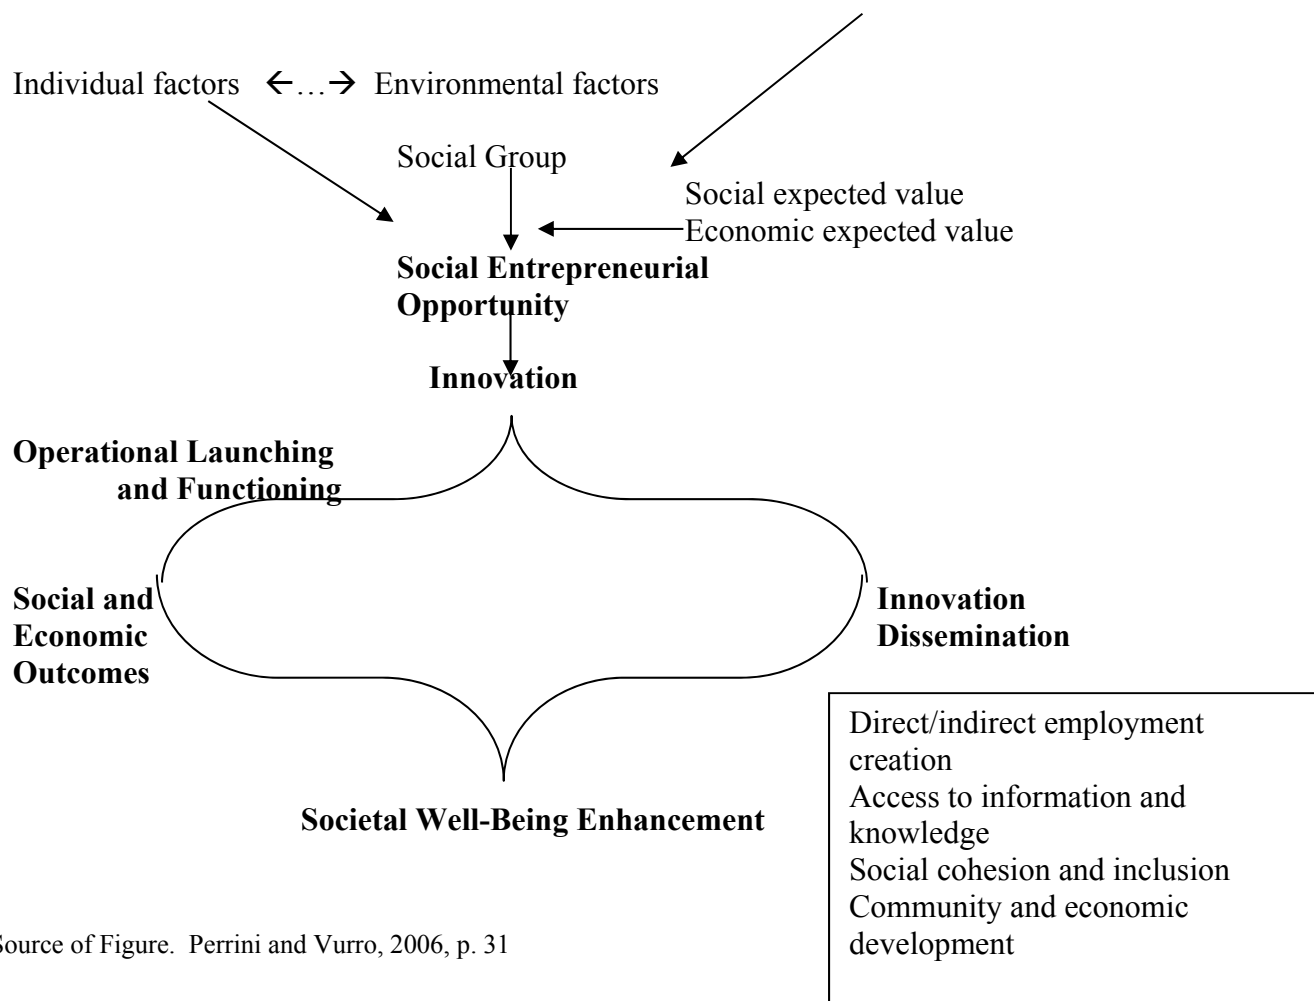 Individual factors ←…→ Environmental factors
Social Group
Social expected value
Economic expected value
Social Entrepreneurial
Opportunity
Innovation
Operational Launching
and Functioning
Social and
Economic
Outcomes
Innovation
Dissemination
Societal Well-Being Enhancement
Direct/indirect employment
creation
Access to information and
knowledge
Social cohesion and inclusion
Community and economic
development
Source of Figure. Perrini and Vurro, 2006, p. 31